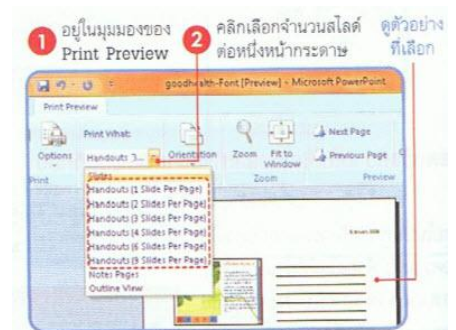 1 อยู่ในมุมมองของ
Print Preview
2 คลิกเลือกจำนวนสไลด์
ต่อหนึ่งหน้ากระดาษ
ดูตัวอย่าง
ที่เลือก
goodhealth-Font [Preview] - Microsoft PowerPoint
Print Preview
Options
Print What:
Handouts 3...
Orientation
Zoom
Fit to
Window
Next Page
Previous Page
Print
Zoom
Preview
Slides
Handouts (1 Slide Per Page)
Handouts (2 Slides Per Page)
Handouts (3 Slides Per Page)
Handouts (4 Slides Per Page)
Handouts (6 Slides Per Page)
Handouts (9 Slides Per Page)
Notes Pages
Outline View